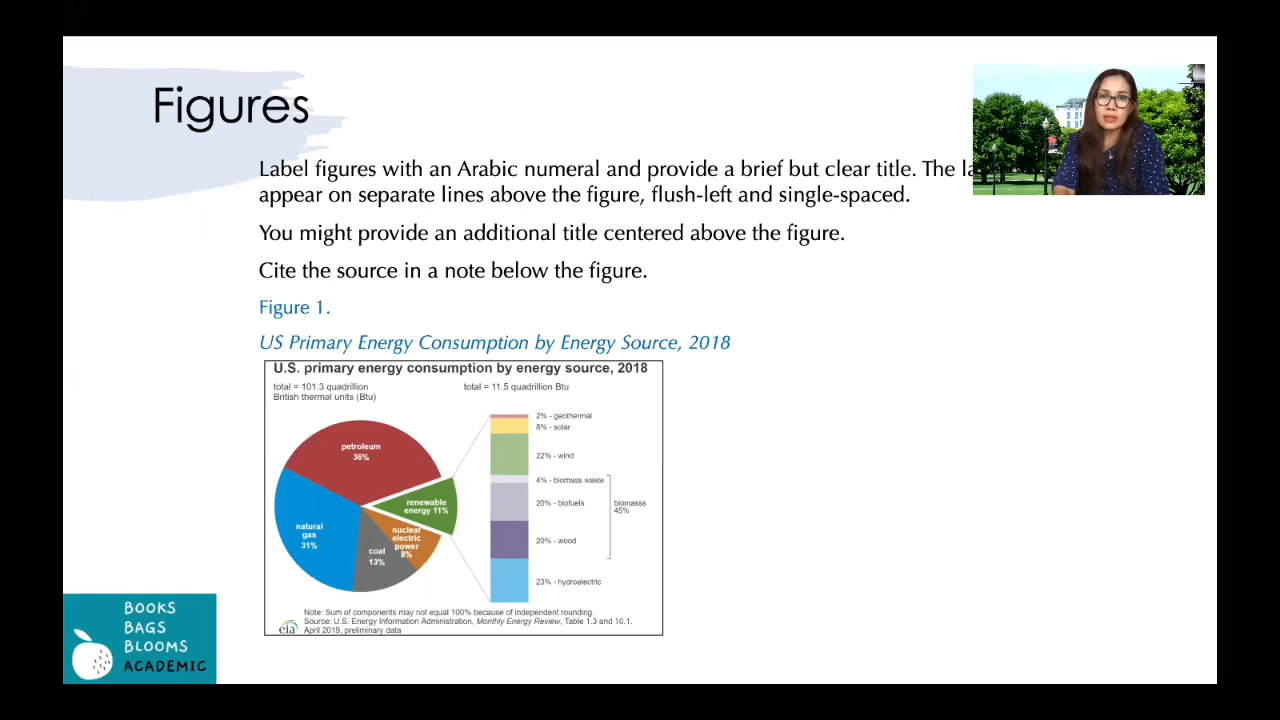 Figures
Label figures with an Arabic numeral and provide a brief but clear title. The
appear on separate lines above the figure, flush-left and single-spaced.
You might provide an additional title centered above the figure.
Cite the source in a note below the figure.
Figure 1.
US Primary Energy Consumption by Energy Source, 2018
U.S. primary energy consumption by energy source, 2018
total = 101.3 quadrillion
British thermal units (Btu)
total = 11.5 quadrillion Btu
petroleum
36%
natural
gas
31%
coal
13%
nuclear
electric
power
8%
renewable
energy 11%
2% - geothermal
8% - solar
22% - wind
4% - biomass waste
20% - biofuels
20% - wood
23% - hydroelectric
biomasss
45%
Note: Sum of components may not equal 100% because of independent rounding.
Source: U.S. Energy Information Administration, Monthly Energy Review, Table 1.3 and 10.1,
April 2019, preliminary data
eia
BOOKS
BAGS
BLOOMS
ACADEMIC